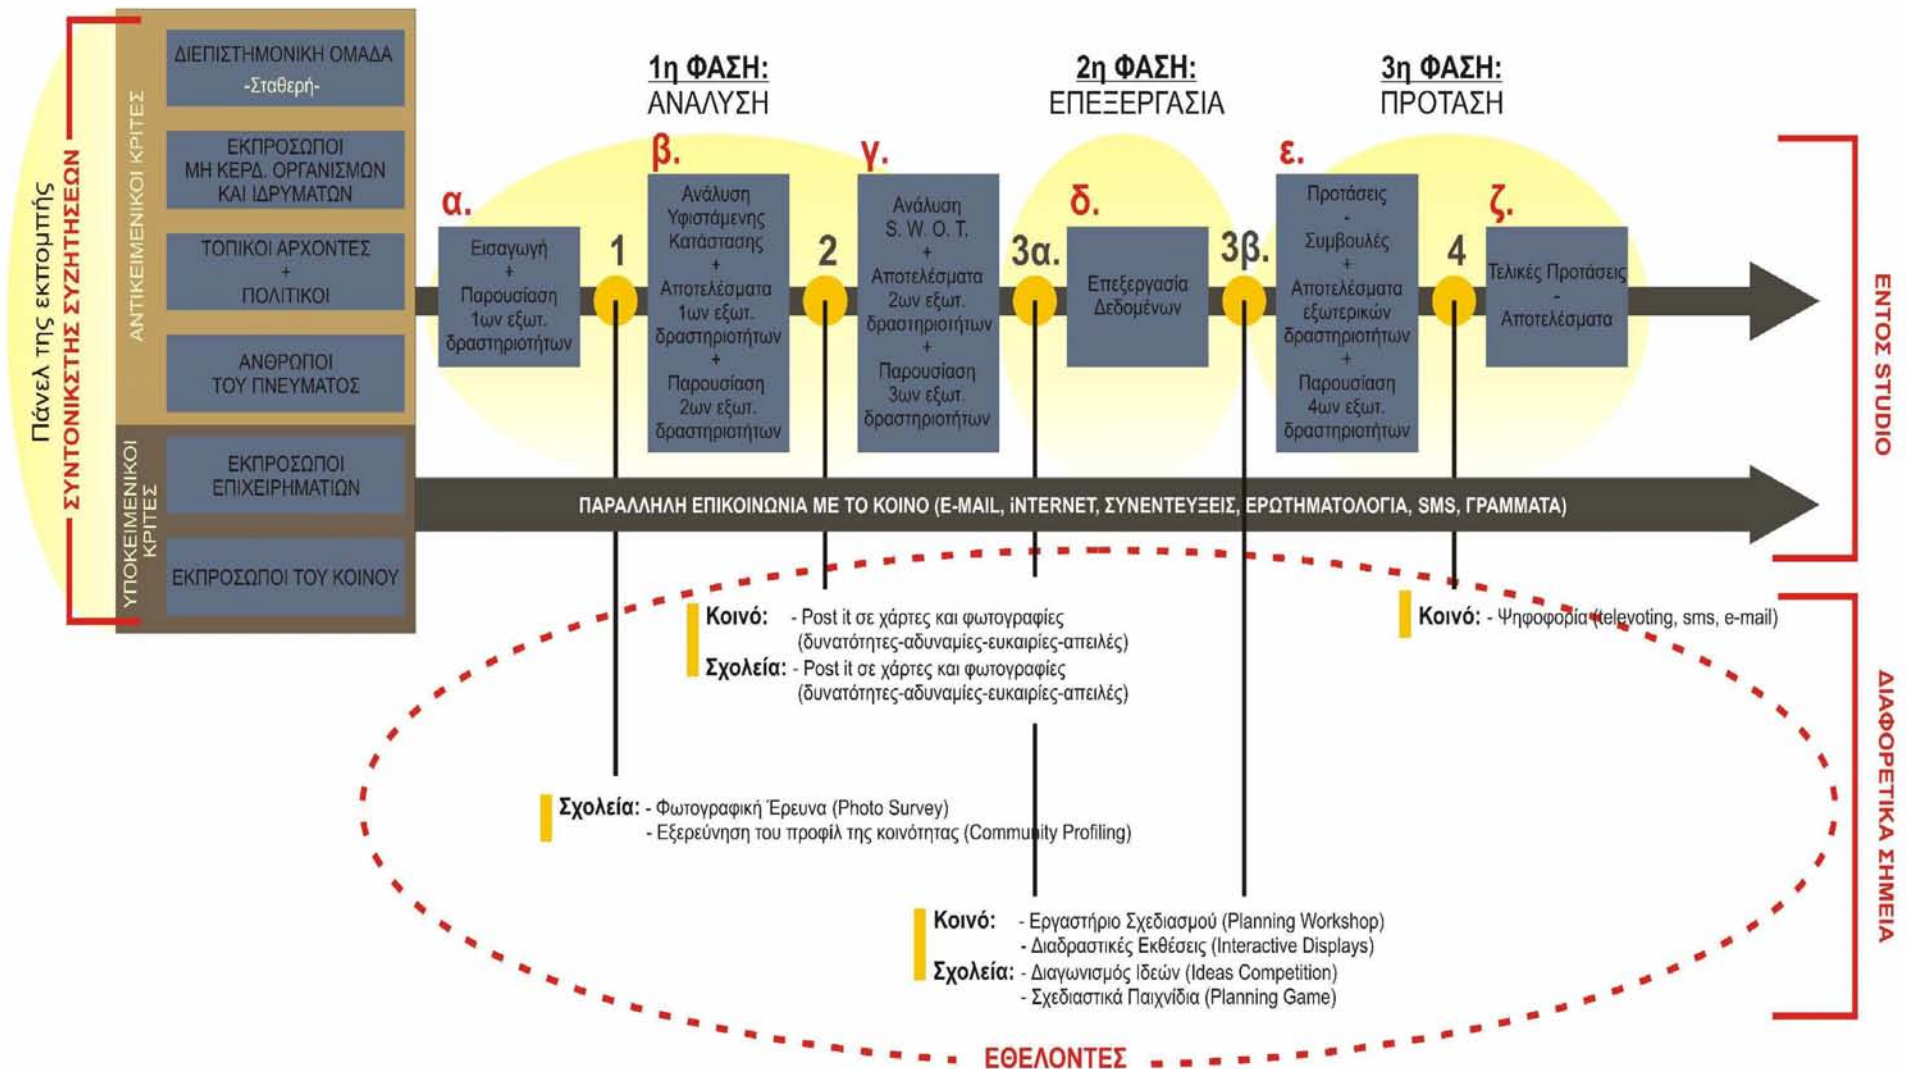 Πάνελ της εκπομπής
ΣΥΝΤΟΝΙΚΣΤΗΣ ΣΥΖΗΤΗΣΕΩΝ
ΑΝΤΙΚΕΙΜΕΝΙΚΟΙ ΚΡΙΤΕΣ
ΔΙΕΠΙΣΤΗΜΟΝΙΚΗ ΟΜΑΔΑ
-Σταθερή-
ΕΚΠΡΟΣΩΠΟΙ
ΜΗ ΚΕΡΔ. ΟΡΓΑΝΙΣΜΩΝ
ΚΑΙ ΙΔΡΥΜΑΤΩΝ
ΤΟΠΙΚΟΙ ΑΡΧΟΝΤΕΣ
+
ΠΟΛΙΤΙΚΟΙ
ΑΝΘΡΩΠΟΙ
ΤΟΥ ΠΝΕΥΜΑΤΟΣ
ΥΠΟΚΕΙΜΕΝΙΚΟΙ
ΚΡΙΤΕΣ
ΕΚΠΡΟΣΩΠΟΙ
ΕΠΙΧΕΙΡΗΜΑΤΙΩΝ
ΕΚΠΡΟΣΩΠΟΙ ΤΟΥ ΚΟΙΝΟΥ
1η ΦΑΣΗ:
ΑΝΑΛΥΣΗ
2η ΦΑΣΗ:
ΕΠΕΞΕΡΓΑΣΙΑ
3η ΦΑΣΗ:
ΠΡΟΤΑΣΗ
α.
Εισαγωγή
+
Παρουσίαση
1ων εξωτ.
δραστηριοτήτων
1
β.
Ανάλυση
Υφιστάμενης
Κατάστασης
+
Αποτελέσματα
1ων εξωτ.
δραστηριοτήτων
+
Παρουσίαση
2ων εξωτ.
δραστηριοτήτων
2
γ.
Ανάλυση
S. W. O. T.
+
Αποτελέσματα
2ων εξωτ.
δραστηριοτήτων
+
Παρουσίαση
3ων εξωτ.
δραστηριοτήτων
3α.
δ.
Επεξεργασία
Δεδομένων
3β.
ε.
Προτάσεις
-
Συμβουλές
+
Αποτελέσματα
εξωτερικών
δραστηριοτήτων
+
Παρουσίαση
4ων εξωτ.
δραστηριοτήτων
4
ζ.
Τελικές Προτάσεις
-
Αποτελέσματα
ΕΝΤΟΣ STUDIO
ΠΑΡΑΛΛΗΛΗ ΕΠΙΚΟΙΝΩΝΙΑ ΜΕ ΤΟ ΚΟΙΝΟ (E-MAIL, iNTERNET, ΣΥΝΕΝΤΕΥΞΕΙΣ, ΕΡΩΤΗΜΑΤΟΛΟΓΙΑ, SMS, ΓΡΑΜΜΑΤΑ)
Κοινό: - Post it σε χάρτες και φωτογραφίες
(δυνατότητες-αδυναμίες-ευκαιρίες-απειλές)
Σχολεία: - Post it σε χάρτες και φωτογραφίες
(δυνατότητες-αδυναμίες-ευκαιρίες-απειλές)
Κοινό: - Ψηφοφορία (televoting, sms, e-mail)
Σχολεία: - Φωτογραφική Έρευνα (Photo Survey)
- Εξερεύνηση του προφίλ της κοινότητας (Community Profiling)
Κοινό: - Εργαστήριο Σχεδιασμού (Planning Workshop)
- Διαδραστικές Εκθέσεις (Interactive Displays)
Σχολεία: - Διαγωνισμός Ιδεών (Ideas Competition)
- Σχεδιαστικά Παιχνίδια (Planning Game)
ΔΙΑΦΟΡΕΤΙΚΑ ΣΗΜΕΙΑ
ΕΘΕΛΟΝΤΕΣ